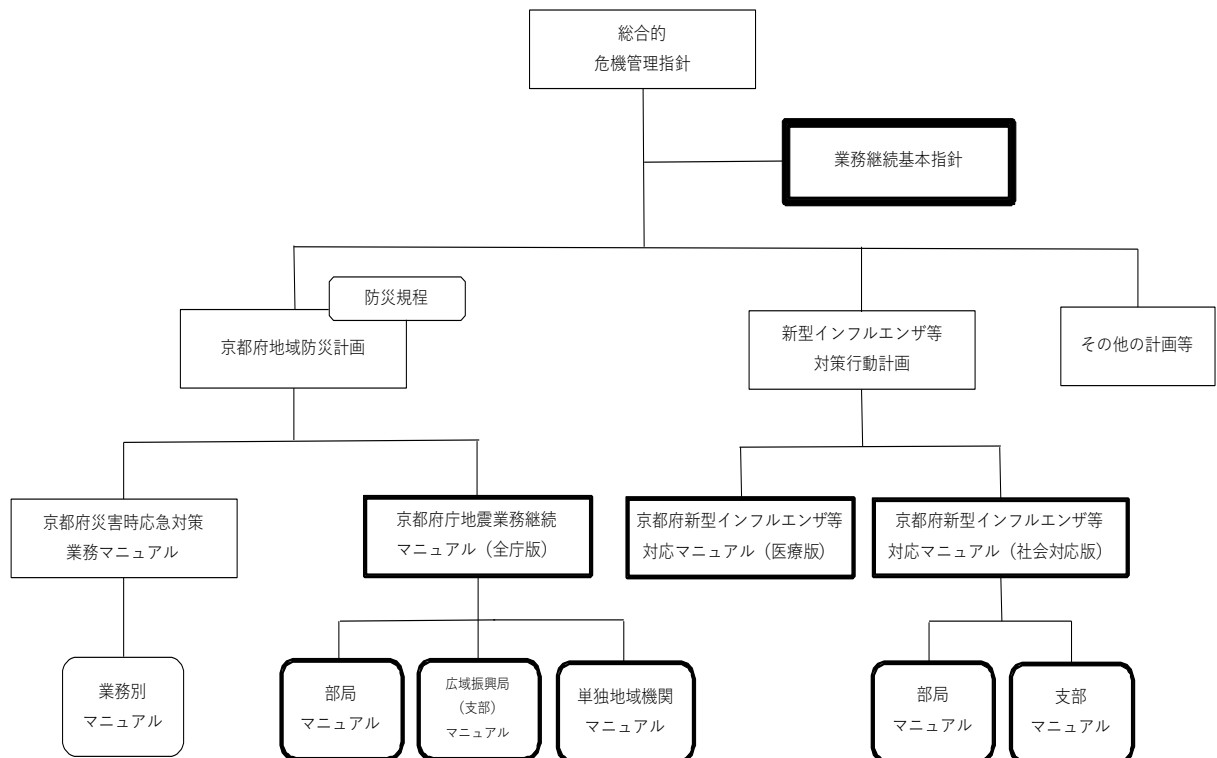 総合的
危機管理指針
業務継続基本指針
防災規程
京都府地域防災計画
新型インフルエンザ等
対策行動計画
その他の計画等
京都府災害時応急対策
業務マニュアル
京都府庁地震業務継続
マニュアル（全庁版）
京都府新型インフルエンザ等
対応マニュアル（医療版）
京都府新型インフルエンザ等
対応マニュアル（社会対応版）
業務別
マニュアル
部局
マニュアル
広域振興局
（支部）
マニュアル
単独地域機関
マニュアル
部局
マニュアル
支部
マニュアル